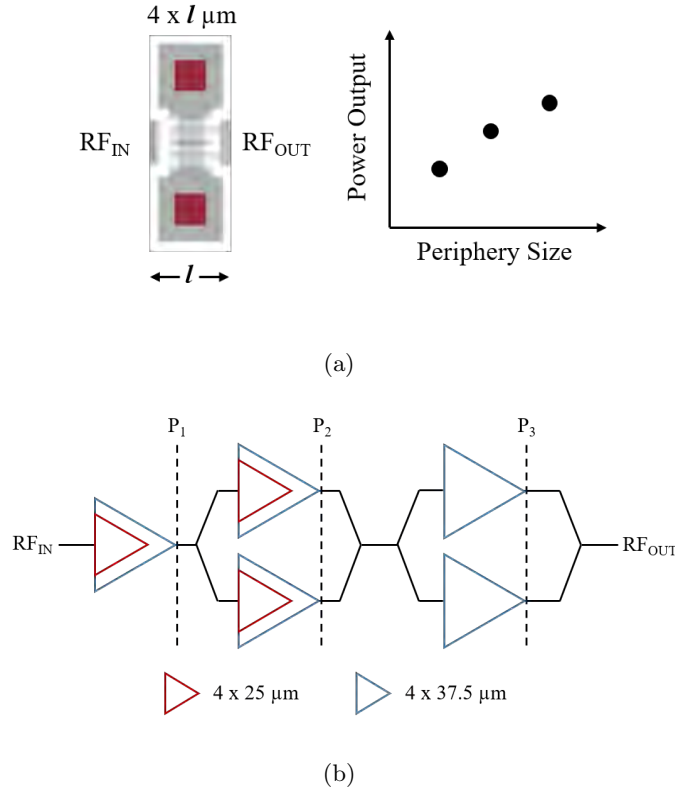 4 x l µm
RF_IN
RF_OUT
l
Power Output
Periphery Size
(a)
P_1
P_2
P_3
RF_IN
RF_OUT
4 x 25 µm
4 x 37.5 µm
(b)